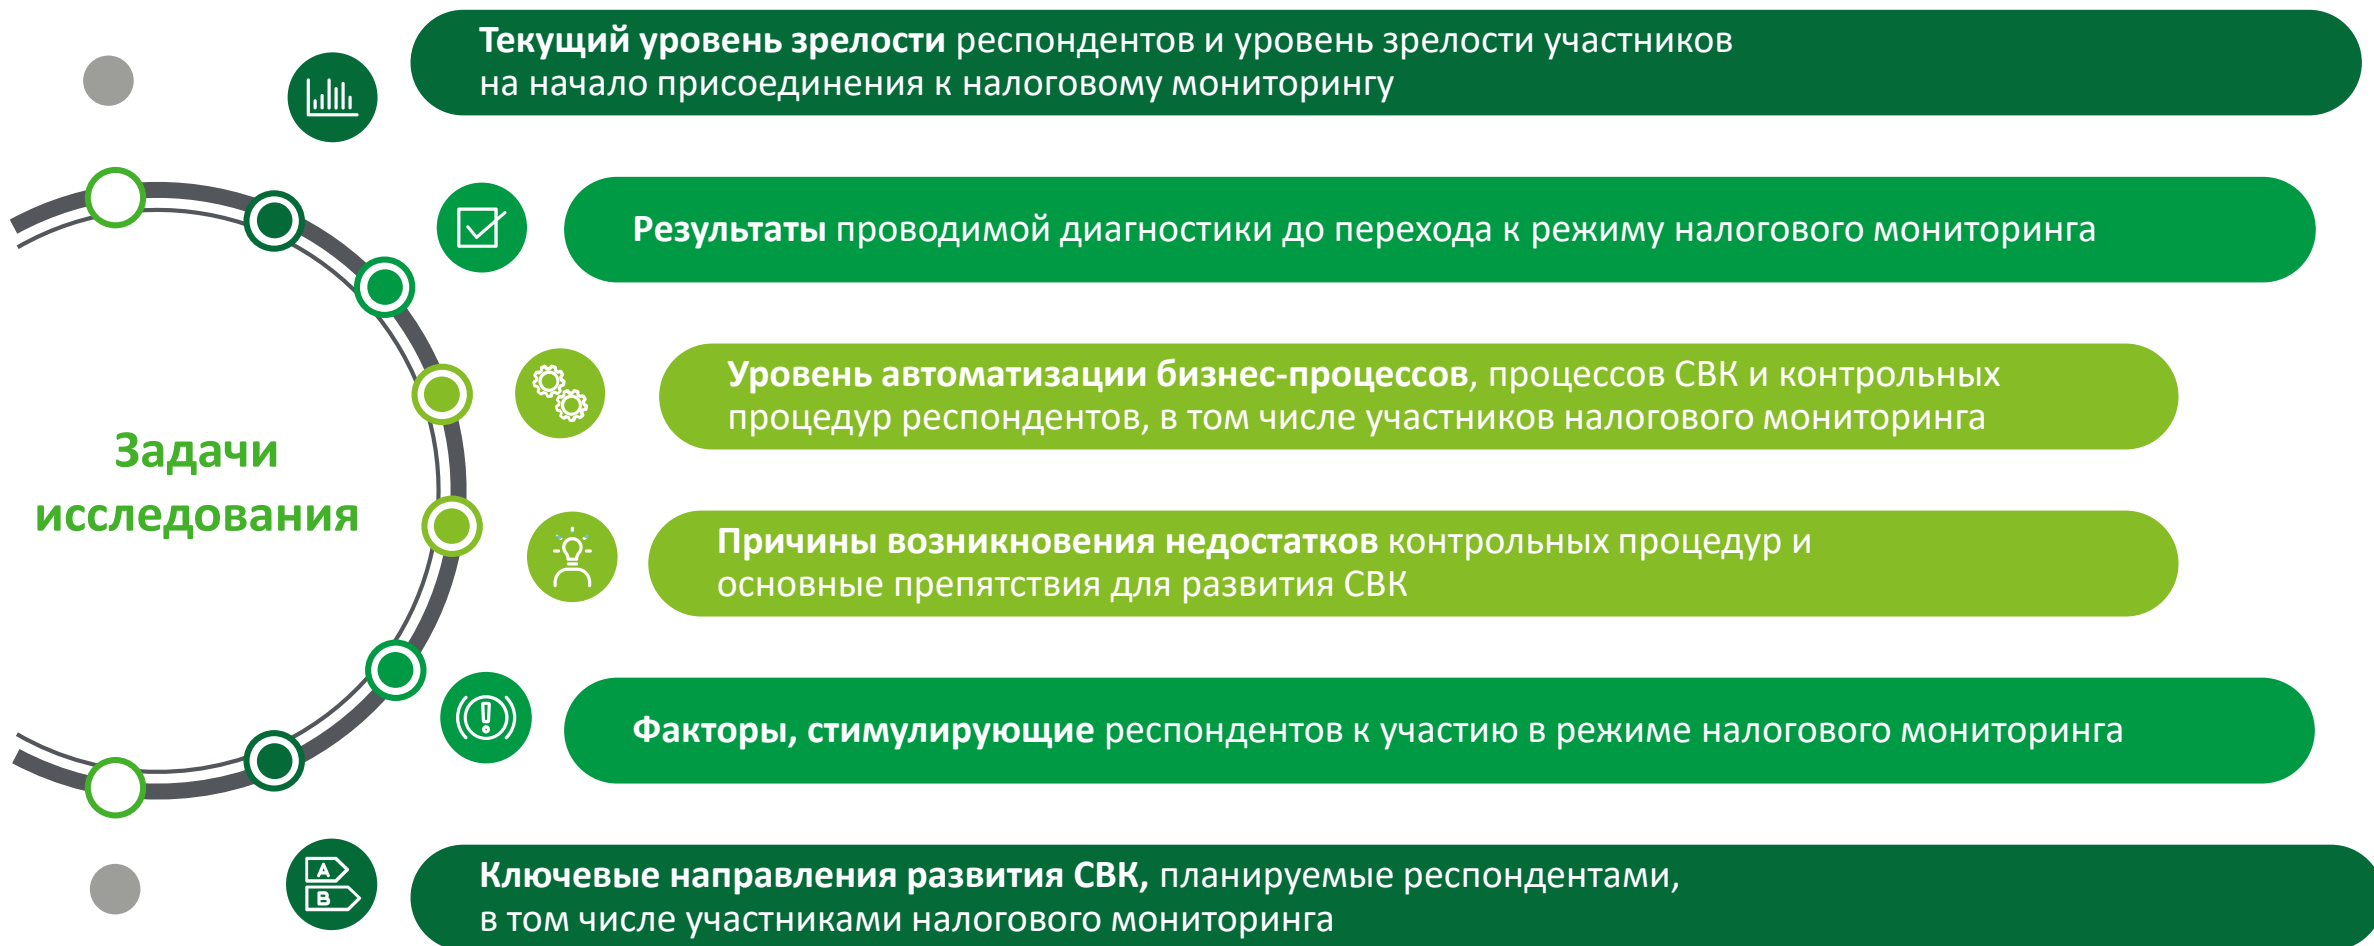 Текущий уровень зрелости респондентов и уровень зрелости участников
на начало присоединения к налоговому мониторингу
Результаты проводимой диагностики до перехода к режиму налогового мониторинга
Уровень автоматизации бизнес-процессов, процессов СВК и контрольных
процедур респондентов, в том числе участников налогового мониторинга
Задачи
исследования
Причины возникновения недостатков контрольных процедур и
основные препятствия для развития СВК
Факторы, стимулирующие респондентов к участию в режиме налогового мониторинга
A
B
Ключевые направления развития СВК, планируемые респондентами,
в том числе участниками налогового мониторинга